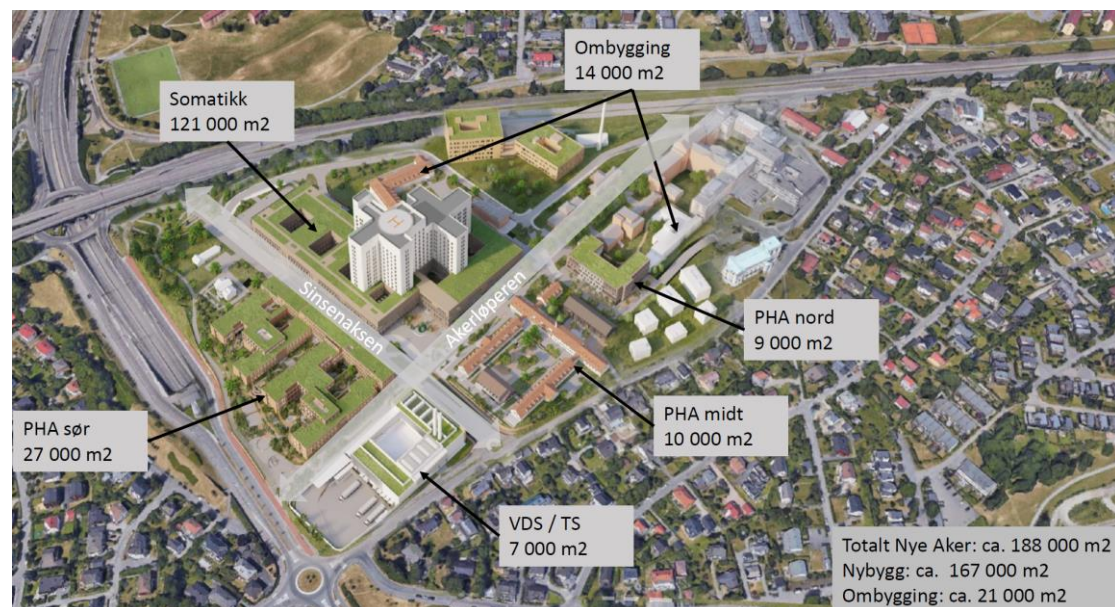 Ombygging
14 000 m2
Somatikk
121 000 m2
H
Sinsenaksen
Akerløperen
PHA nord
9 000 m2
PHA midt
10 000 m2
PHA sør
27 000 m2
VDS / TS
7 000 m2
Totalt Nye Aker: ca. 188 000 m2
Nybygg: ca.  167 000 m2
Ombygging: ca. 21 000 m2